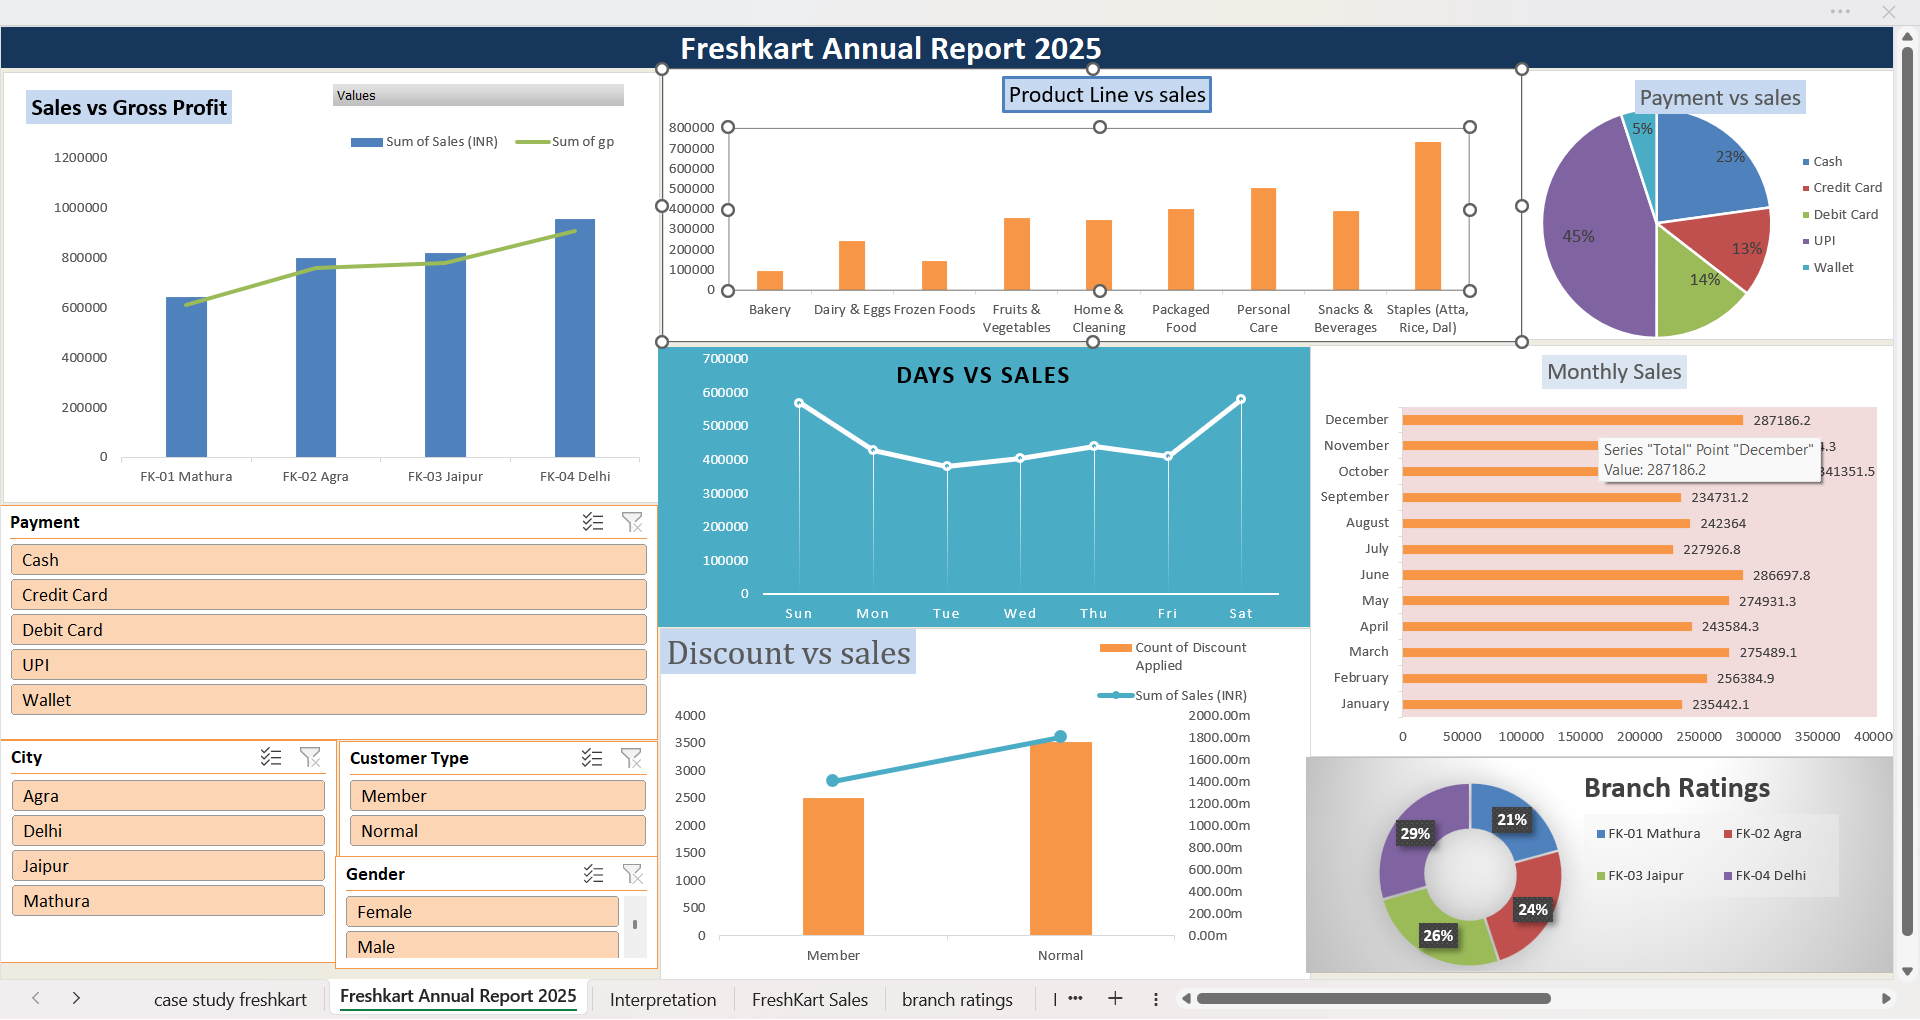 Freshkart Annual Report 2025
Sales vs Gross Profit
Values
Sum of Sales (INR)
Sum of gp
1200000
1000000
800000
600000
400000
200000
0
FK-01 Mathura
FK-02 Agra
FK-03 Jaipur
FK-04 Delhi
Product Line vs sales
800000
700000
600000
500000
400000
300000
200000
100000
0
Bakery
Dairy & Eggs
Frozen Foods
Fruits &
Vegetables
Home &
Cleaning
Packaged
Food
Personal
Care
Snacks &
Beverages
Staples (Atta,
Rice, Dal)
Payment vs sales
5%
23%
13%
14%
45%
Cash
Credit Card
Debit Card
UPI
Wallet
DAYS VS SALES
700000
600000
500000
400000
300000
200000
100000
0
Sun
Mon
Tue
Wed
Thu
Fri
Sat
Monthly Sales
December 287186.2
November 4.3
October 341351.5
September 234731.2
August 242364
July 227926.8
June 286697.8
May 274931.3
April 243584.3
March 275489.1
February 256384.9
January 235442.1
0 50000 100000 150000 200000 250000 300000 350000 40000
Series "Total" Point "December"
Value: 287186.2
Payment
Cash
Credit Card
Debit Card
UPI
Wallet
City
Agra
Delhi
Jaipur
Mathura
Customer Type
Member
Normal
Gender
Female
Male
Discount vs sales
Count of Discount
Applied
Sum of Sales (INR)
4000
3500
3000
2500
2000
1500
1000
500
0
2000.00m
1800.00m
1600.00m
1400.00m
1200.00m
1000.00m
800.00m
600.00m
400.00m
200.00m
0.00m
Member
Normal
Branch Ratings
21%
24%
26%
29%
FK-01 Mathura
FK-02 Agra
FK-03 Jaipur
FK-04 Delhi
case study freshkart
Freshkart Annual Report 2025
Interpretation
FreshKart Sales
branch ratings